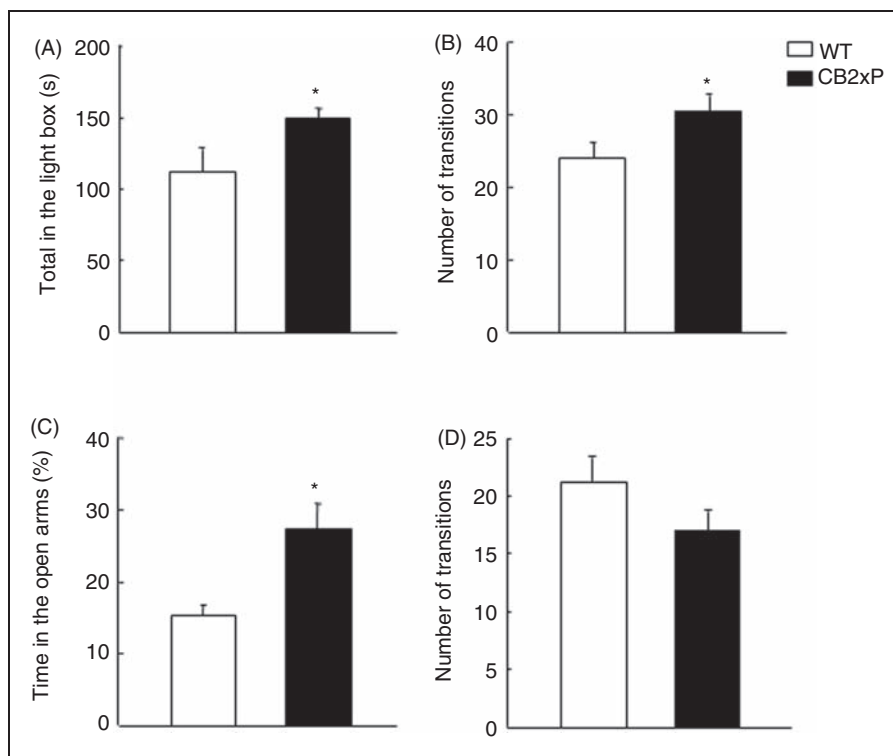 (A)
Total in the light box (s)
200
150
100
50
0
*
(B)
Number of transitions
40
30
20
10
0
*
WT
CB2xP
(C)
Time in the open arms (%)
40
30
20
10
0
*
(D)
Number of transitions
25
20
15
10
5
0